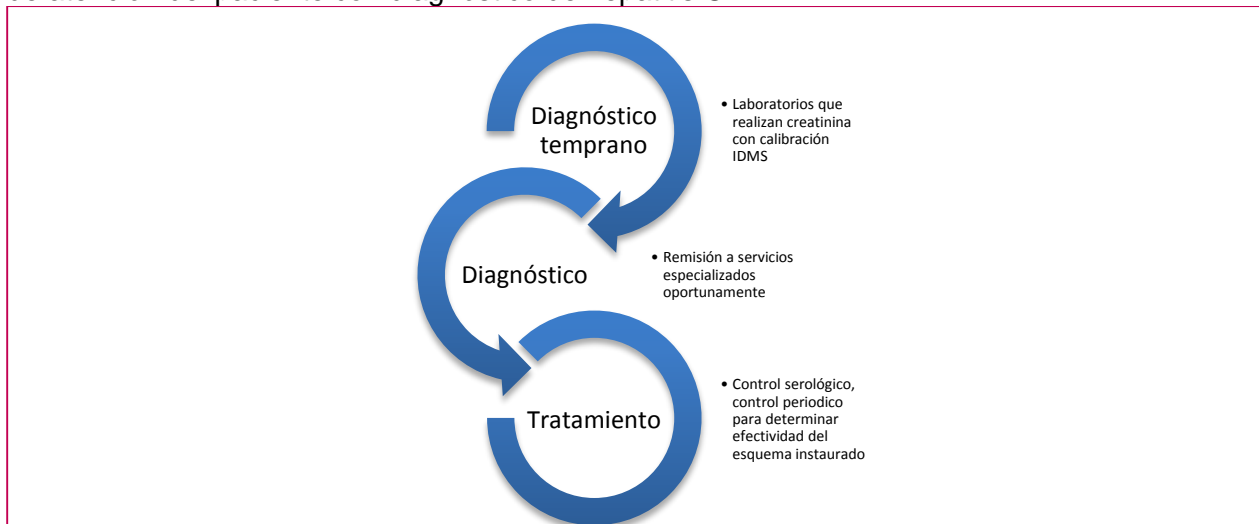 Diagnóstico
temprano
• Laboratorios que
realizan creatinina
con calibración
IDMS
Diagnóstico
• Remisión a servicios
especializados
oportunamente
Tratamiento
• Control serológico,
control periodico
para determinar
efectividad del
esquema instaurado